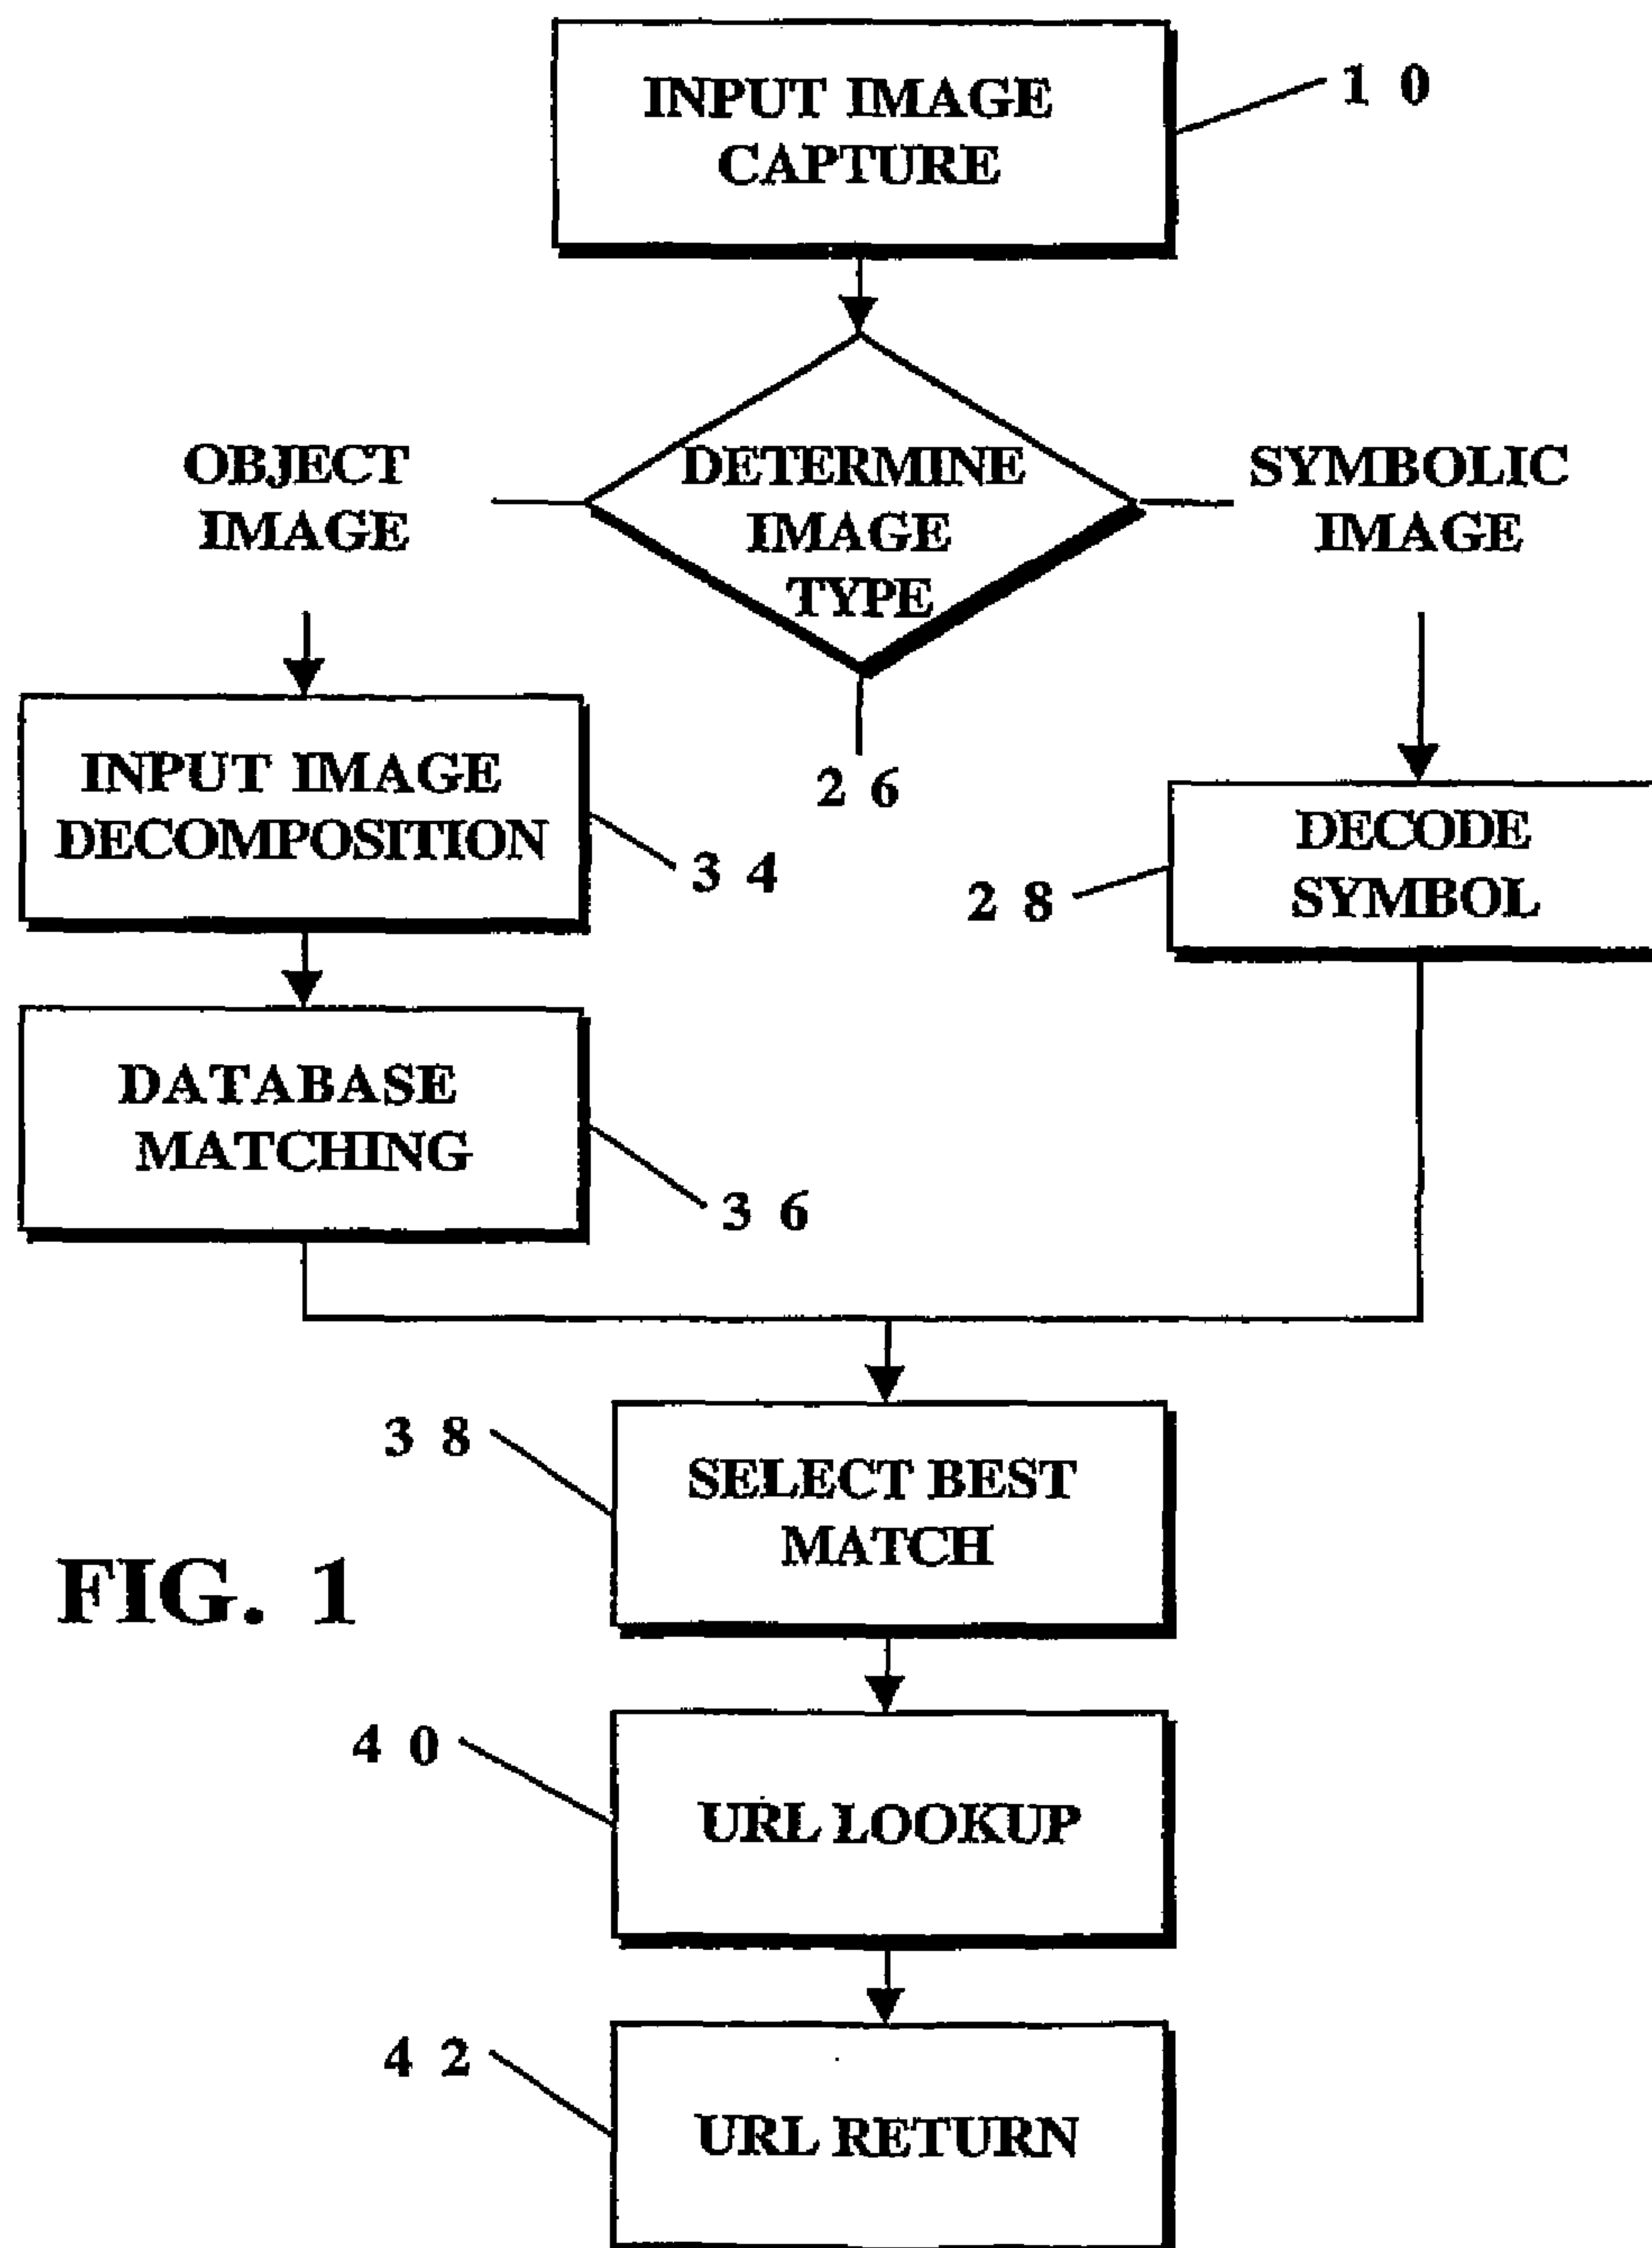 INPUT IMAGE
CAPTURE
10
OBJECT
IMAGE
DETERMINE
IMAGE
TYPE
SYMBOLIC
IMAGE
26
INPUT IMAGE
DECOMPOSITION
34
28
DECODE
SYMBOL
DATABASE
MATCHING
36
38
SELECT BEST
MATCH
FIG. 1
40
URL LOOKUP
42
URL RETURN